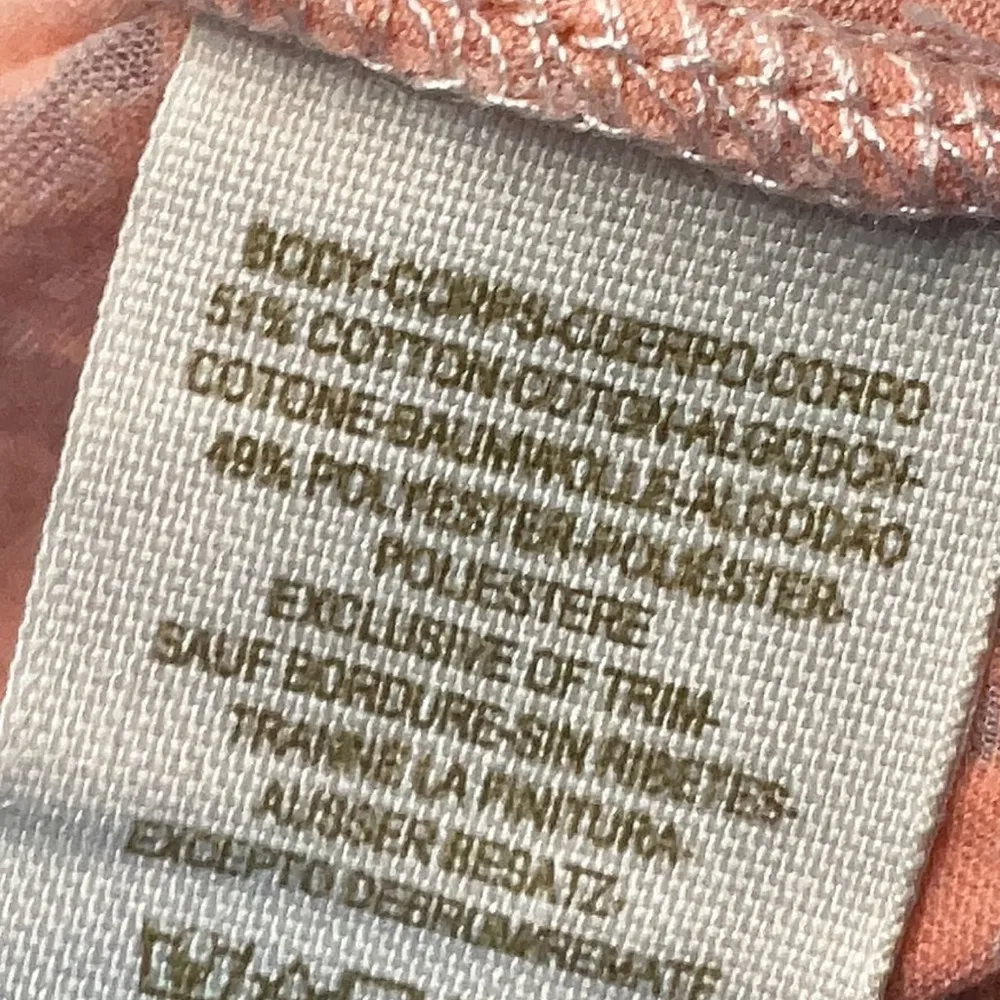 BODY-CORPS-CUERPO-CORPO
51% COTTON-COTON-ALGODON-
COTONE-BAUMWOLLE-ALGODÃO
49% POLYESTER-POLIÉSTER-
POLIESTERE
EXCLUSIVE OF TRIM-
SAUF BORDURE-SIN RIBETES-
TRANNE LA FINITURA-
AUSSER BESATZ,
EXCEPTO DEBRUM/REMATE